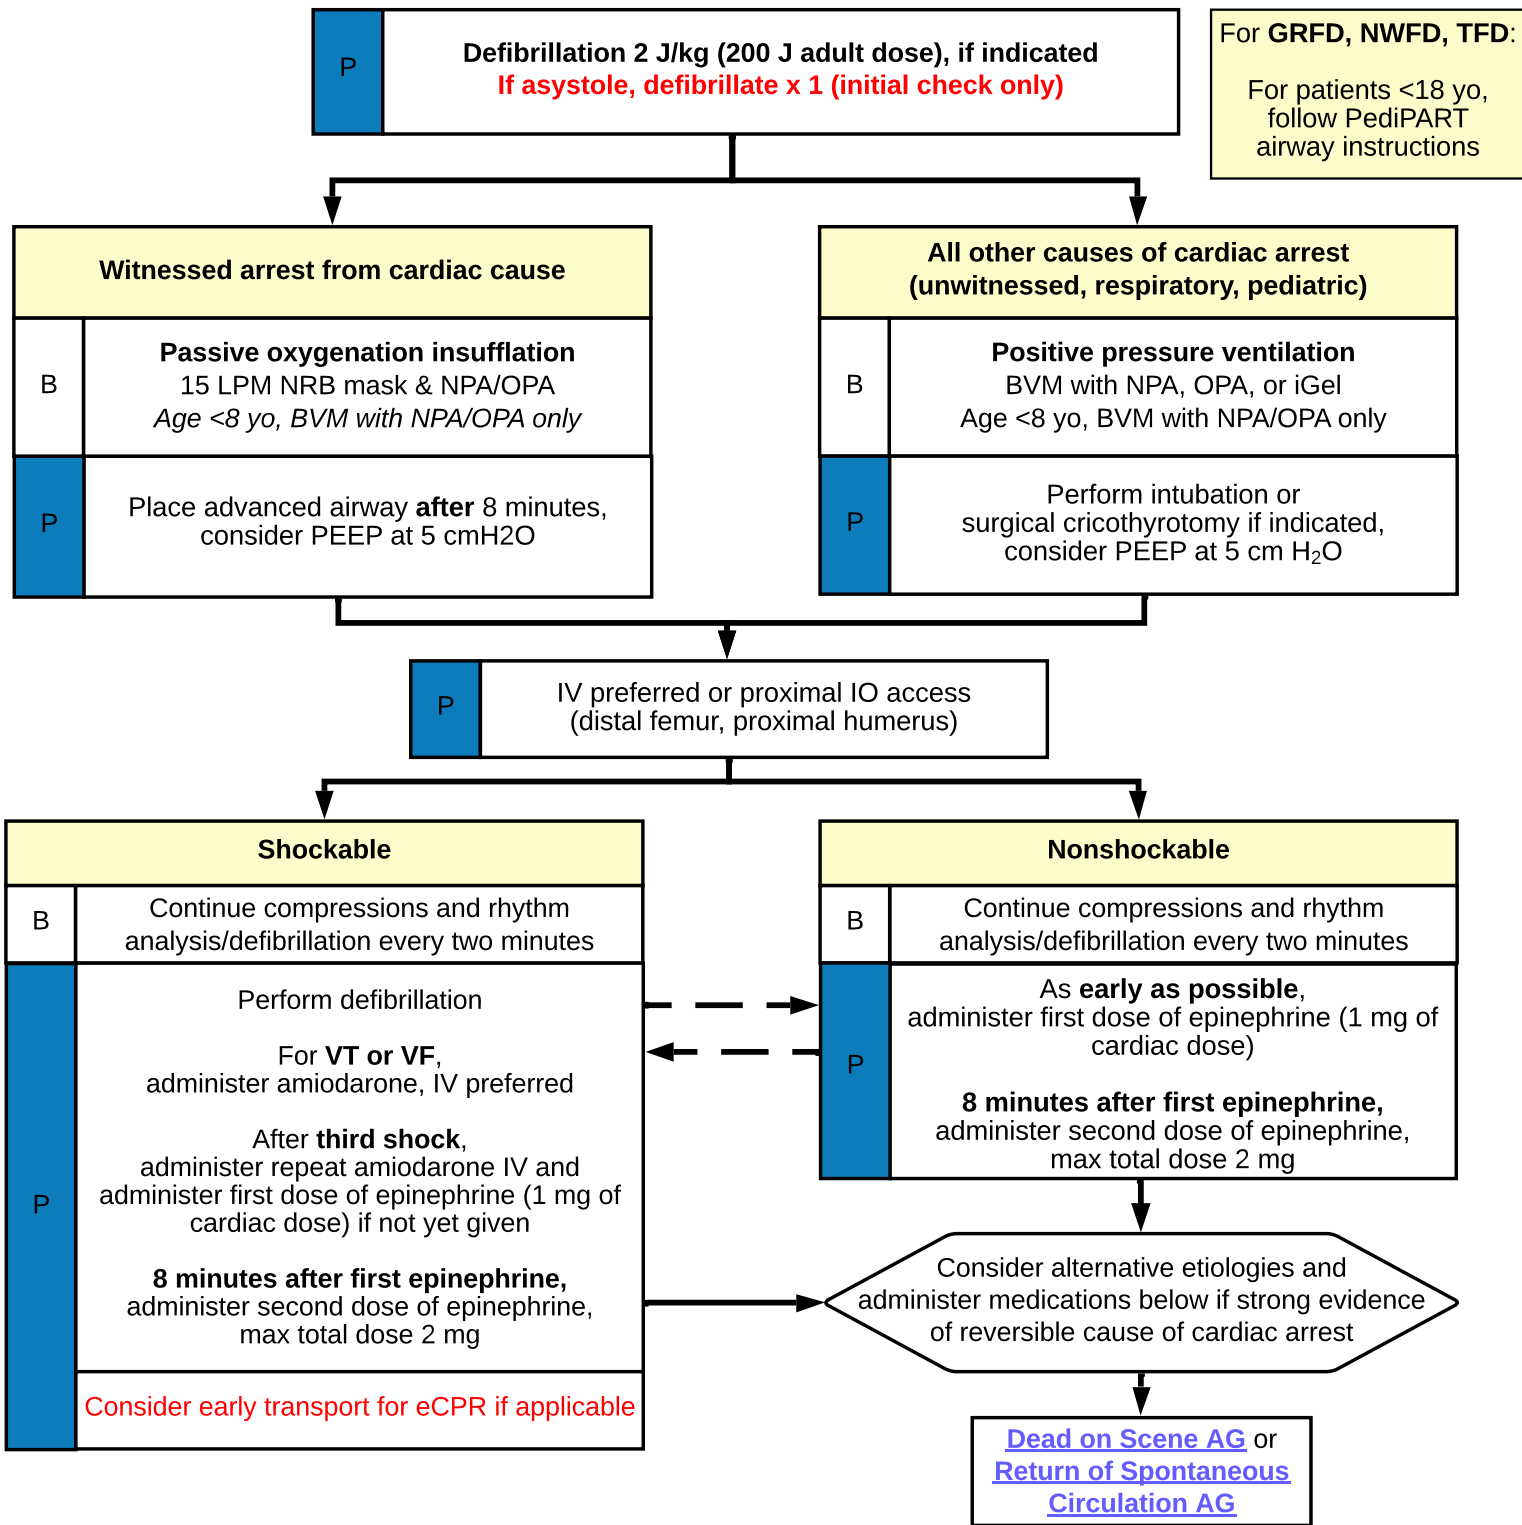 P
Defibrillation 2 J/kg (200 J adult dose), if indicated
If asystole, defibrillate x 1 (initial check only)
For GRFD, NWFD, TFD:
For patients <18 yo,
follow PediPART
airway instructions
Witnessed arrest from cardiac cause
B
Passive oxygenation insufflation
15 LPM NRB mask & NPA/OPA
Age <8 yo, BVM with NPA/OPA only
P
Place advanced airway after 8 minutes,
consider PEEP at 5 cmH2O
All other causes of cardiac arrest
(unwitnessed, respiratory, pediatric)
B
Positive pressure ventilation
BVM with NPA, OPA, or iGel
Age <8 yo, BVM with NPA/OPA only
P
Perform intubation or
surgical cricothyrotomy if indicated,
consider PEEP at 5 cm H₂O
P
IV preferred or proximal IO access
(distal femur, proximal humerus)
Shockable
B
Continue compressions and rhythm
analysis/defibrillation every two minutes
P
Perform defibrillation
For VT or VF,
administer amiodarone, IV preferred
After third shock,
administer repeat amiodarone IV and
administer first dose of epinephrine (1 mg of
cardiac dose) if not yet given
8 minutes after first epinephrine,
administer second dose of epinephrine,
max total dose 2 mg
Consider early transport for eCPR if applicable
Nonshockable
B
Continue compressions and rhythm
analysis/defibrillation every two minutes
P
As early as possible,
administer first dose of epinephrine (1 mg of
cardiac dose)
8 minutes after first epinephrine,
administer second dose of epinephrine,
max total dose 2 mg
Consider alternative etiologies and
administer medications below if strong evidence
of reversible cause of cardiac arrest
Dead on Scene AG or
Return of Spontaneous
Circulation AG